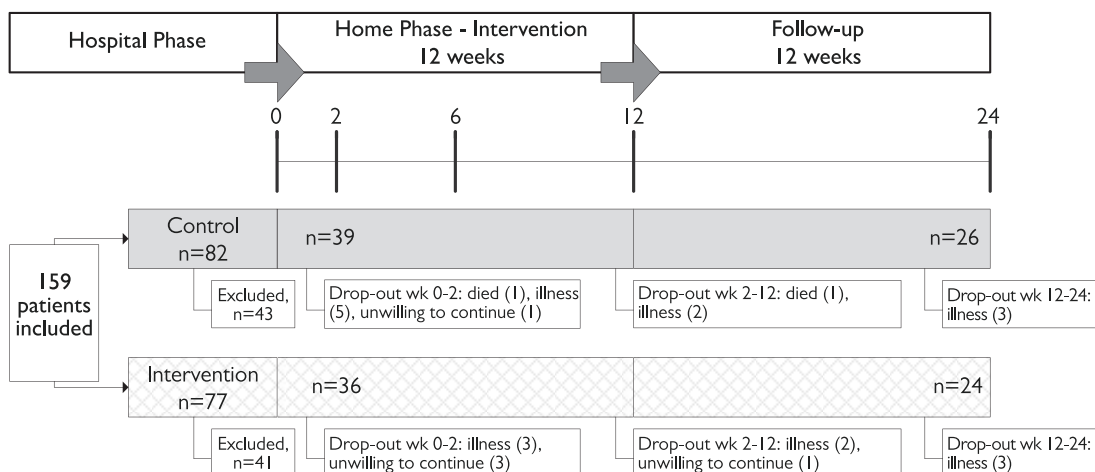 Hospital Phase
Home Phase - Intervention
12 weeks
Follow-up
12 weeks
0
2
6
12
24
159
patients
included
Control
n=82
n=39
n=26
Excluded,
n=43
Drop-out wk 0-2: died (1), illness
(5), unwilling to continue (1)
Drop-out wk 2-12: died (1),
illness (2)
Drop-out wk 12-24:
illness (3)
Intervention
n=77
n=36
n=24
Excluded,
n=41
Drop-out wk 0-2: illness (3),
unwilling to continue (3)
Drop-out wk 2-12: illness (2),
unwilling to continue (1)
Drop-out wk 12-24:
illness (3)